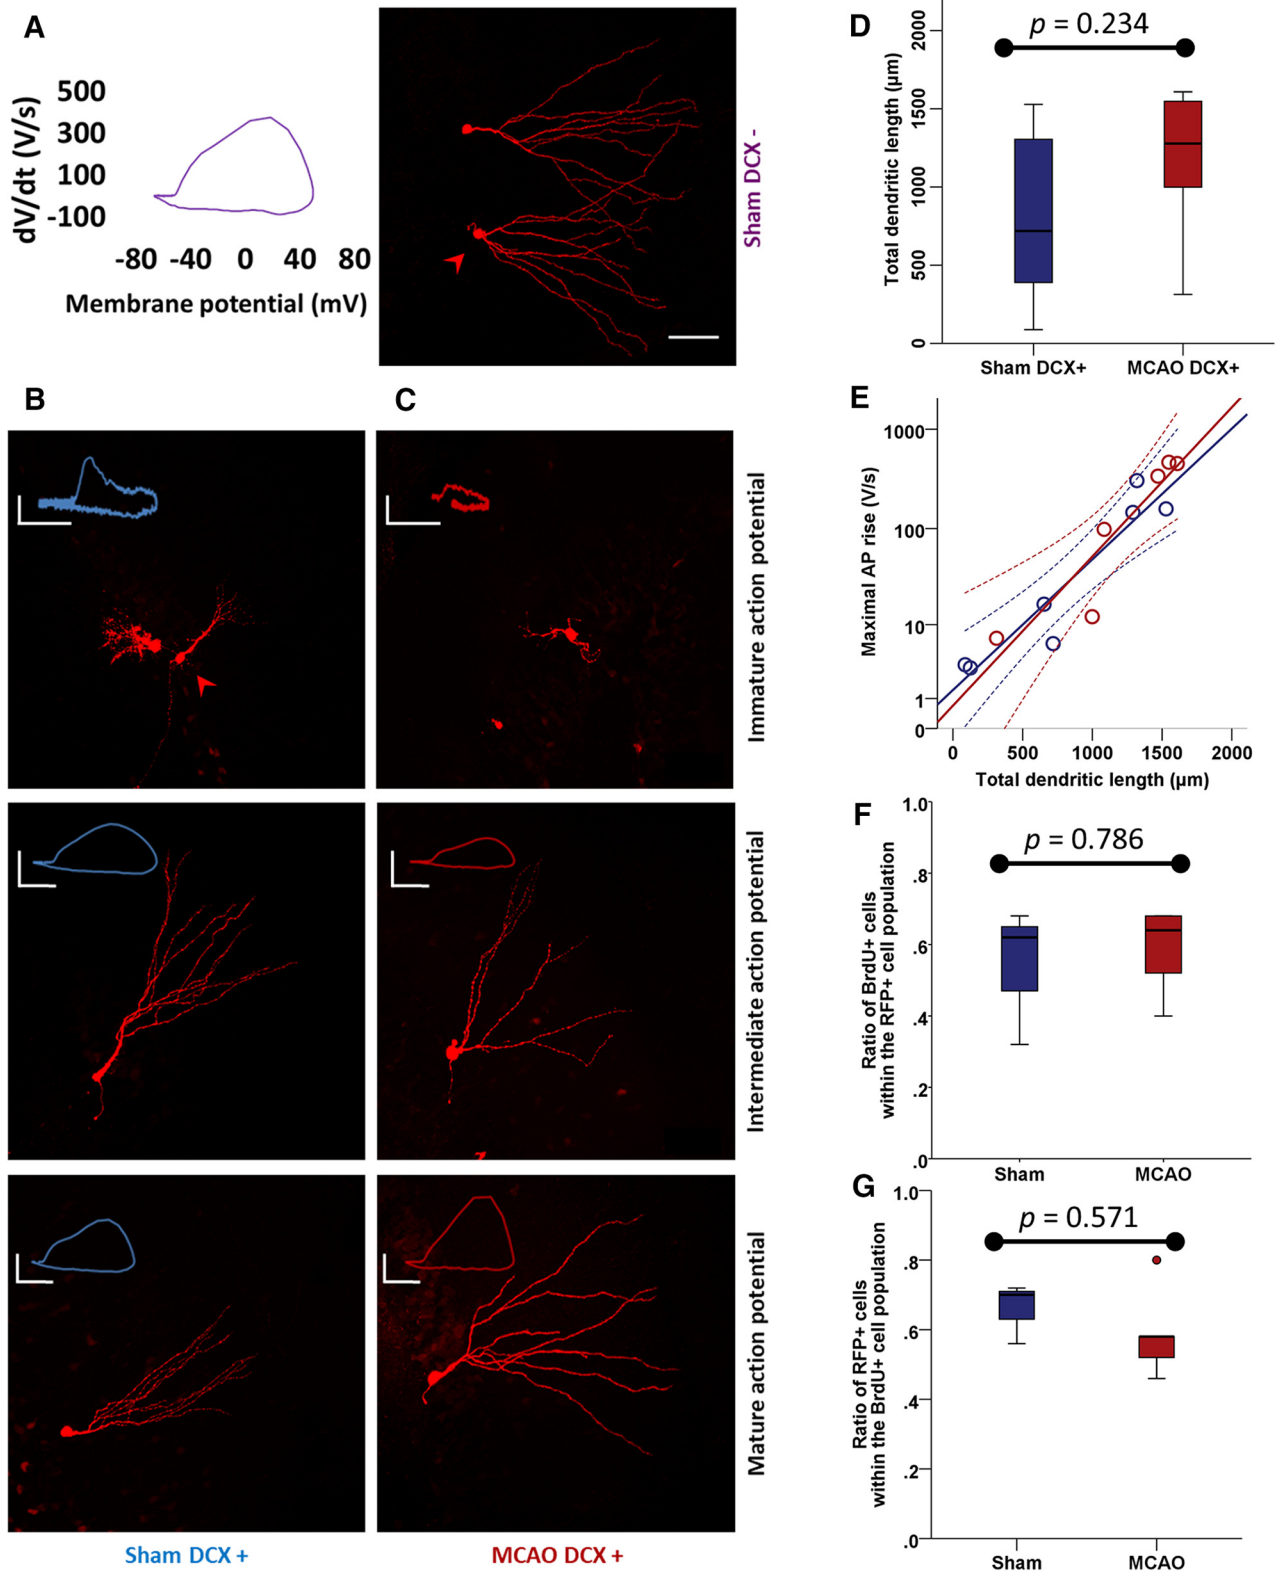 A
500
300
100
-100
dV/dt (V/s)
-80 -40 0 40 80
Membrane potential (mV)
Sham DCX -
B
C
Immature action potential
Intermediate action potential
Mature action potential
Sham DCX +
MCAO DCX +
D
p = 0.234
2000
1500
1000
500
0
Total dendritic length (µm)
Sham DCX+ MCAO DCX+
E
1000
100
10
1
0
Maximal AP rise (V/s)
0 500 1000 1500 2000
Total dendritic length (µm)
F
p = 0.786
1.0
.8
.6
.4
.2
.0
Ratio of BrdU+ cells
within the RFP+ cell population
Sham MCAO
G
p = 0.571
1.0
.8
.6
.4
.2
.0
Ratio of RFP+ cells
within the BrdU+ cell population
Sham MCAO